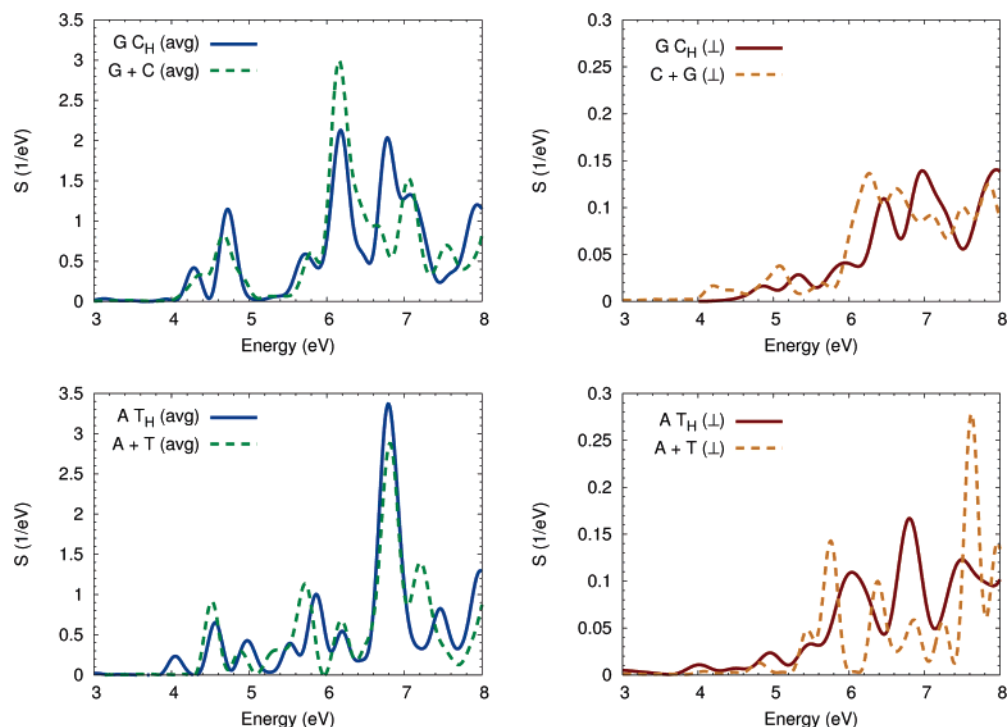 G C_H (avg)
G + C (avg)
S (1/eV)
3.5
3
2.5
2
1.5
1
0.5
0
3 4 5 6 7 8
Energy (eV)
G C_H (⊥)
C + G (⊥)
S (1/eV)
0.3
0.25
0.2
0.15
0.1
0.05
0
3 4 5 6 7 8
Energy (eV)
A T_H (avg)
A + T (avg)
S (1/eV)
3.5
3
2.5
2
1.5
1
0.5
0
3 4 5 6 7 8
Energy (eV)
A T_H (⊥)
A + T (⊥)
S (1/eV)
0.3
0.25
0.2
0.15
0.1
0.05
0
3 4 5 6 7 8
Energy (eV)